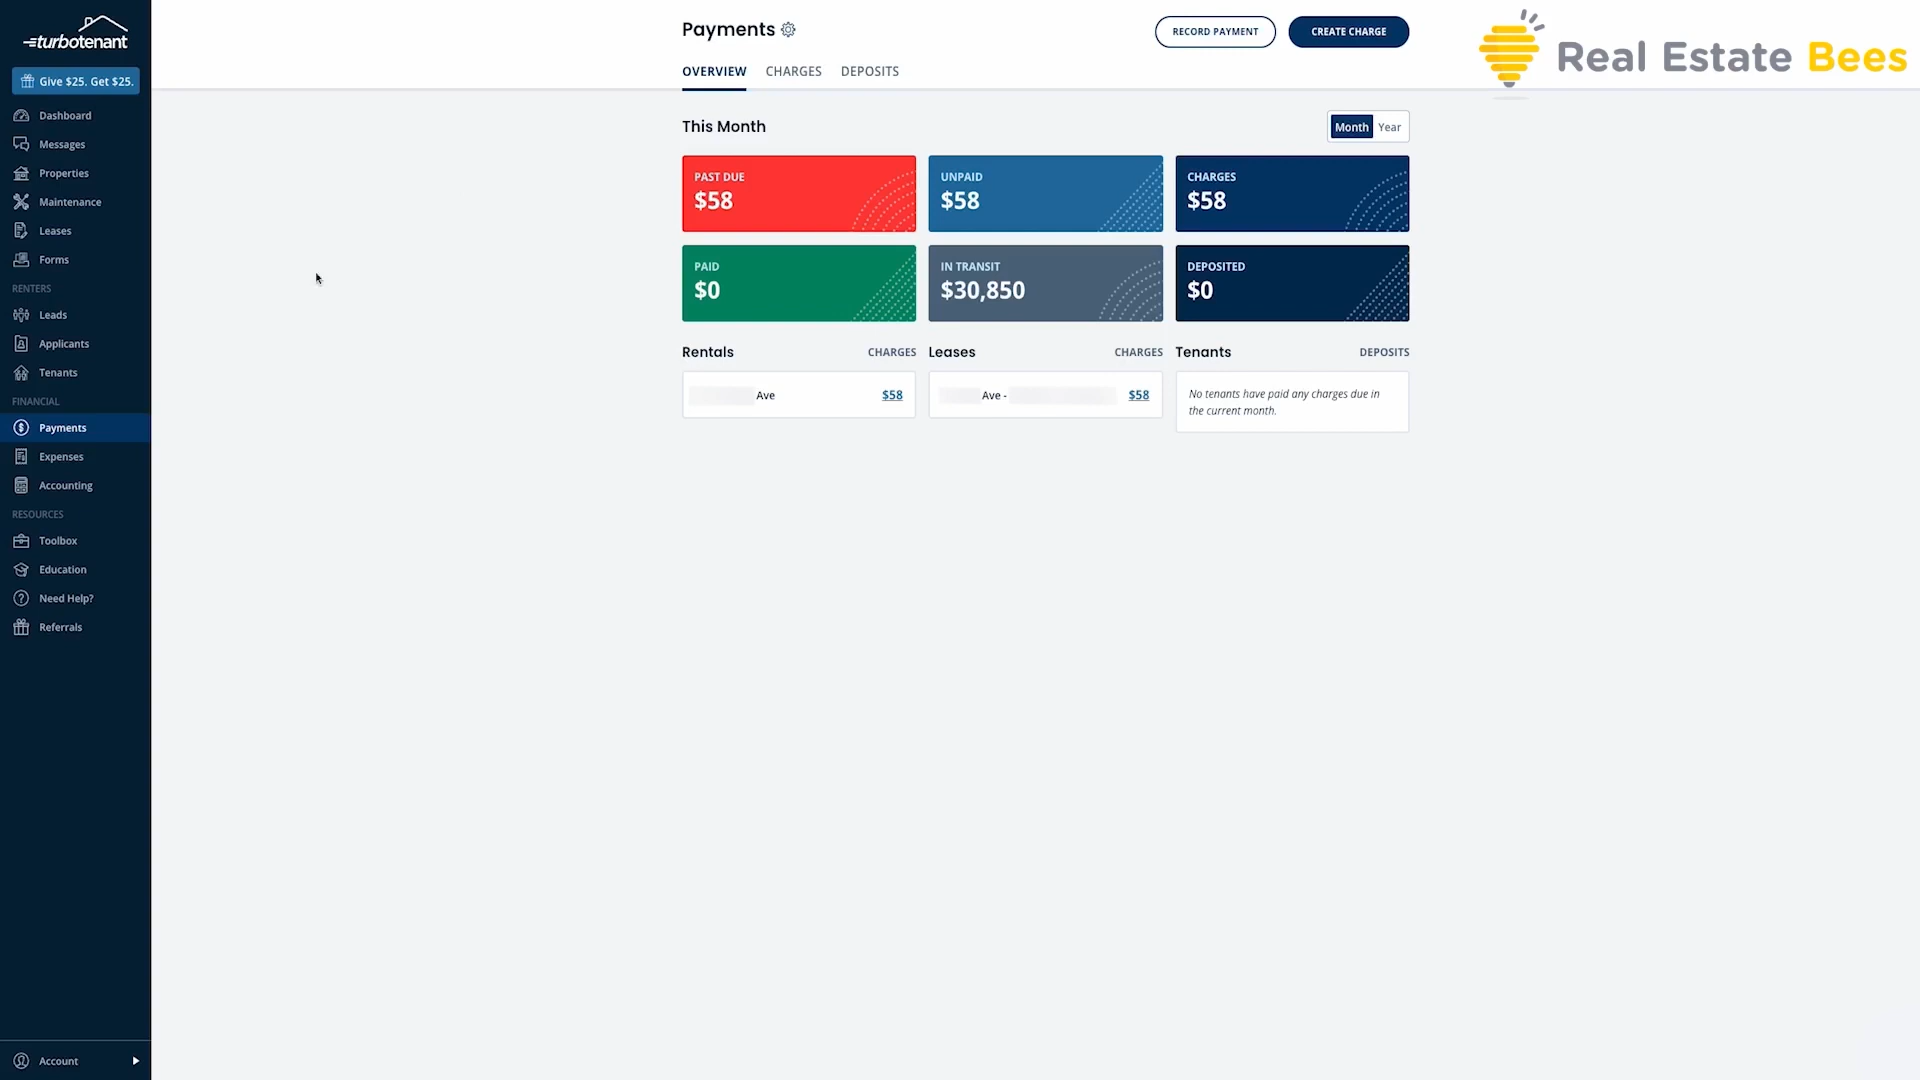 turbotenant
Give $25. Get $25.
Dashboard
Messages
Properties
Maintenance
Leases
Forms
RENTERS
Leads
Applicants
Tenants
FINANCIAL
Payments
Expenses
Accounting
RESOURCES
Toolbox
Education
Need Help?
Referrals
Account
Payments
RECORD PAYMENT
CREATE CHARGE
Real Estate Bees
OVERVIEW CHARGES DEPOSITS
This Month
Month Year
PAST DUE
$58
UNPAID
$58
CHARGES
$58
PAID
$0
IN TRANSIT
$30,850
DEPOSITED
$0
Rentals CHARGES
Ave $58
Leases CHARGES
Ave - $58
Tenants DEPOSITS
No tenants have paid any charges due in
the current month.